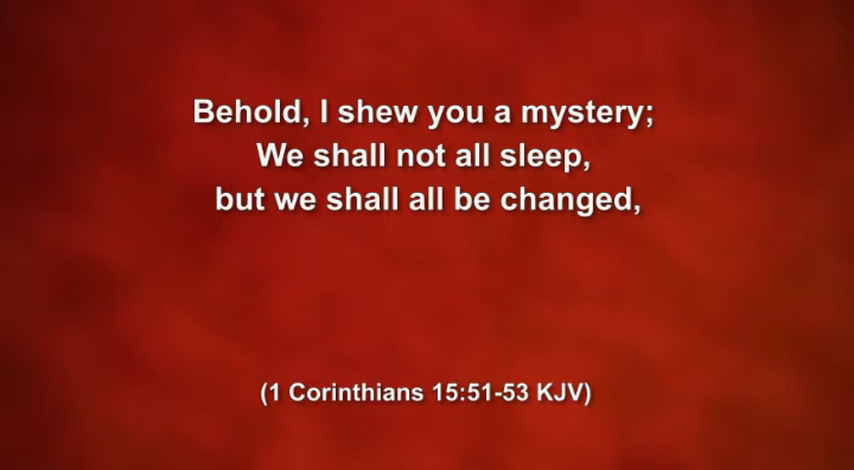 Behold, I shew you a mystery;
We shall not all sleep,
but we shall all be changed,
(1 Corinthians 15:51-53 KJV)